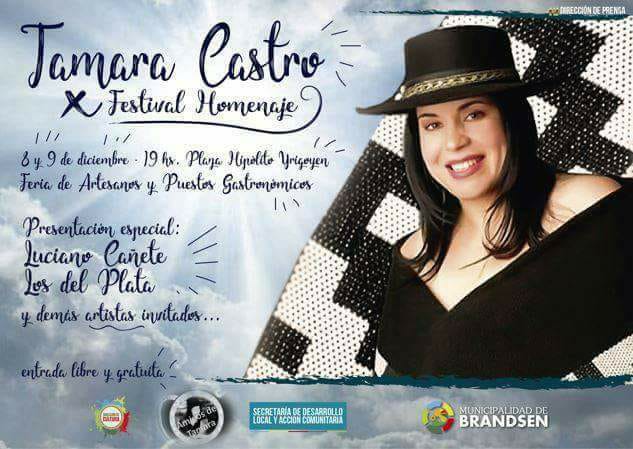 DIRECCIÓN DE PRENSA
Tamara Castro
X Festival Homenaje
8 y 9 de diciembre - 19 hs. Plaza Hipólito Yrigoyen
Feria de Artesanos y Puestos Gastronómicos
Presentación especial:
Luciano Cañete
Los del Plata
y demás artistas invitados...
entrada libre y gratuita
CULTURA
Amigos de
Tamara
SECRETARÍA DE DESARROLLO
LOCAL Y ACCIÓN COMUNITARIA
MUNICIPALIDAD DE
BRANDSEN